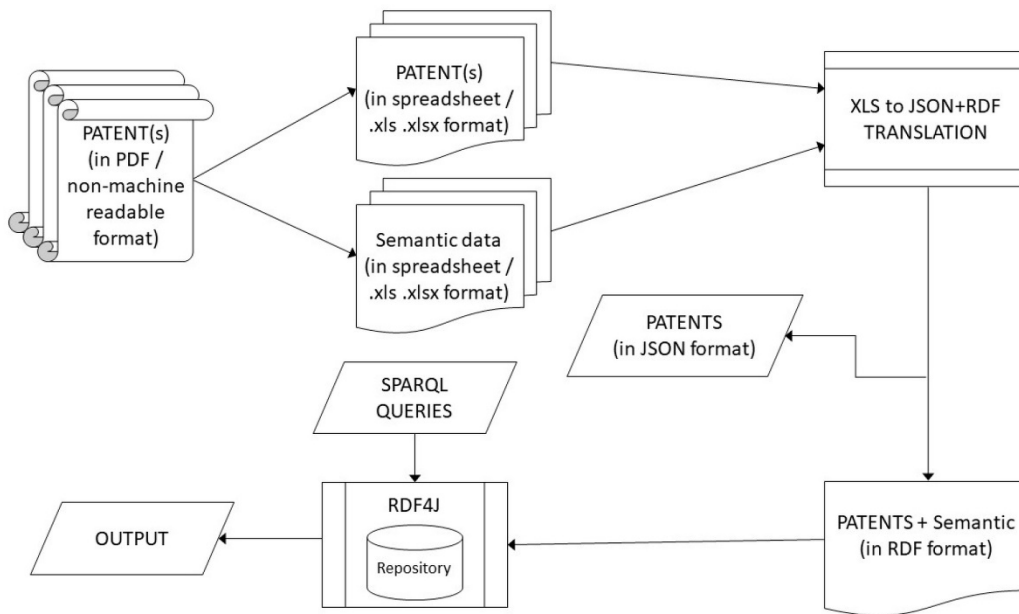 PATENT(s)
(in PDF /
non-machine
readable
format)
PATENT(s)
(in spreadsheet /
.xls .xlsx format)
Semantic data
(in spreadsheet /
.xls .xlsx format)
XLS to JSON+RDF
TRANSLATION
PATENTS
(in JSON format)
SPARQL
QUERIES
PATENTS + Semantic
(in RDF format)
RDF4J
Repository
OUTPUT